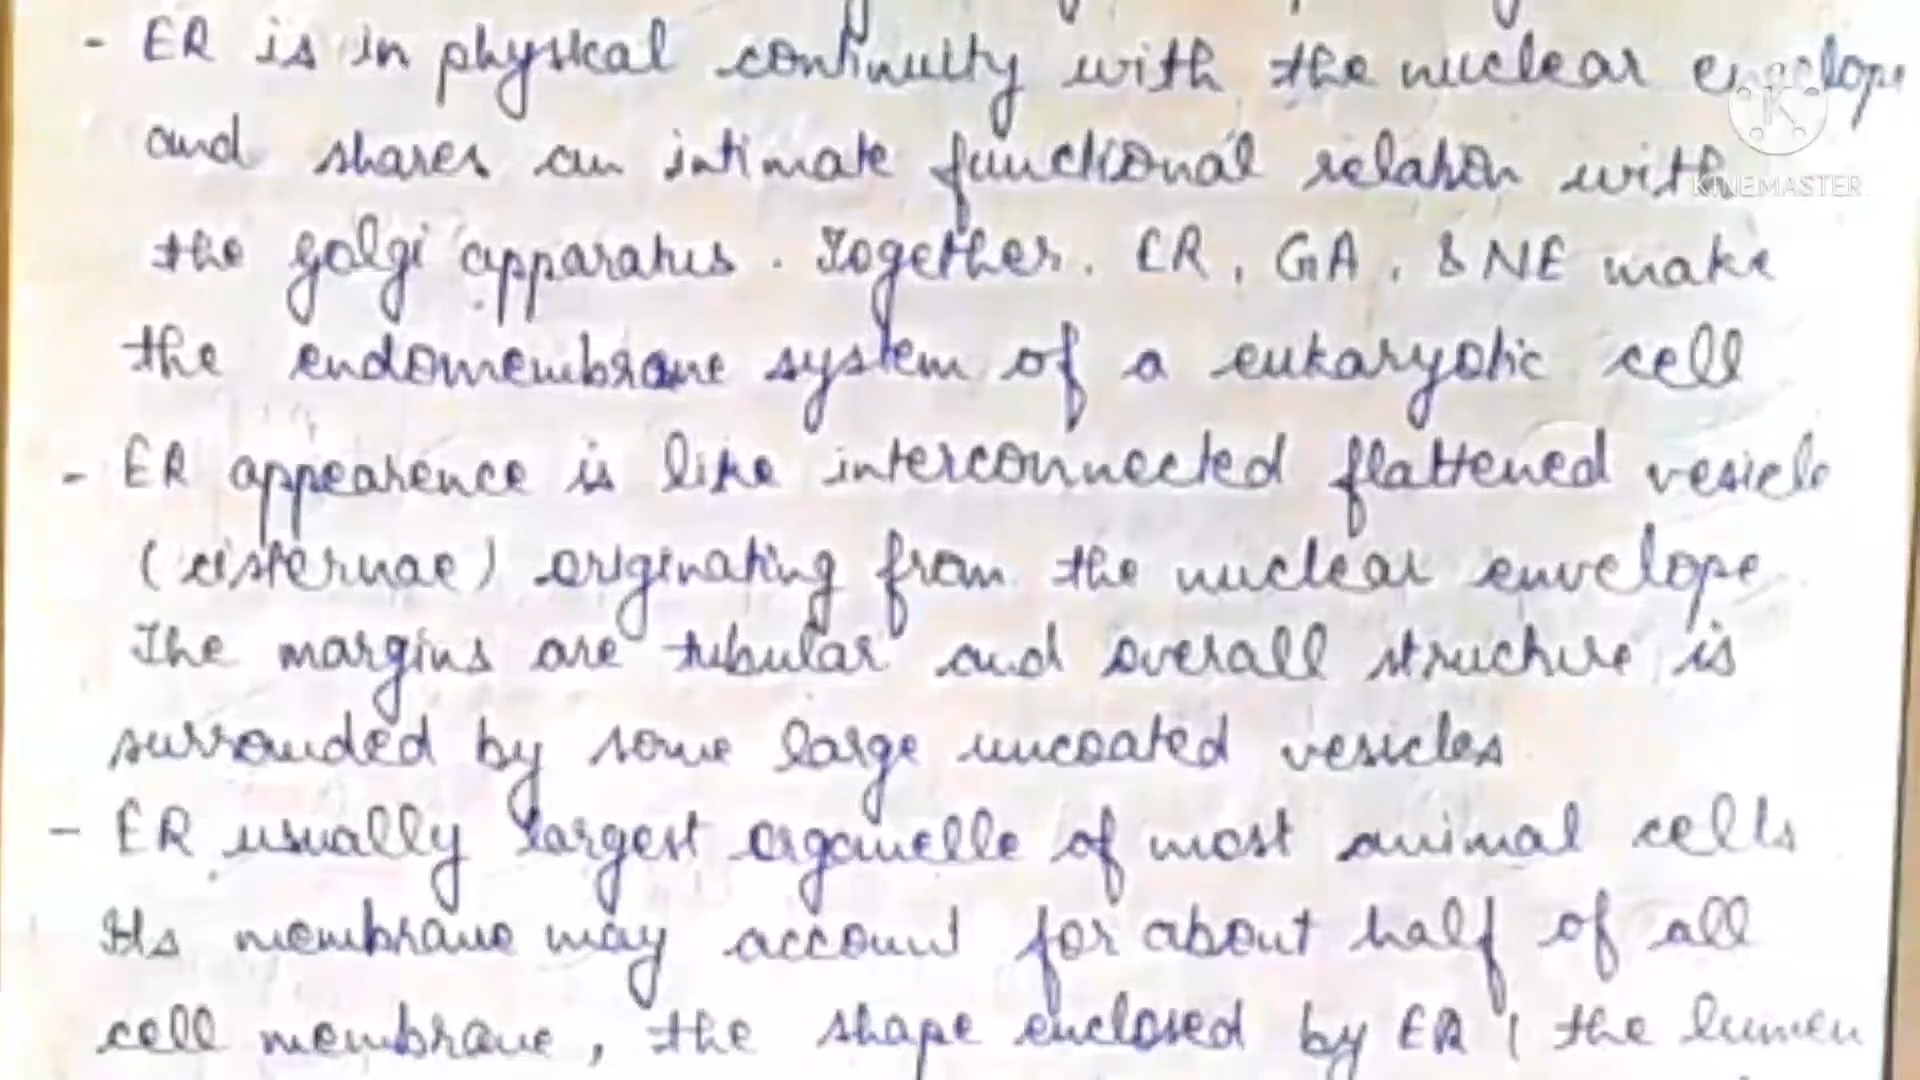 - ER is in physical continuity with the nuclear envelope
and shares an intimate functional relation with
KINEMASTER
the golgi apparatus. Together, ER, GA, & NE make
the endomembrane system of a eukaryotic cell
- ER appearence is like interconnected flattened vesicle
(cisternae) originating from the nuclear envelope
The margins are tubular and overall structure is
surrounded by some large uncoated vesicles
- ER usually largest organelle of most animal cells
Its membrane may account for about half of all
cell membrane, the shape enclosed by ER ( the lumen